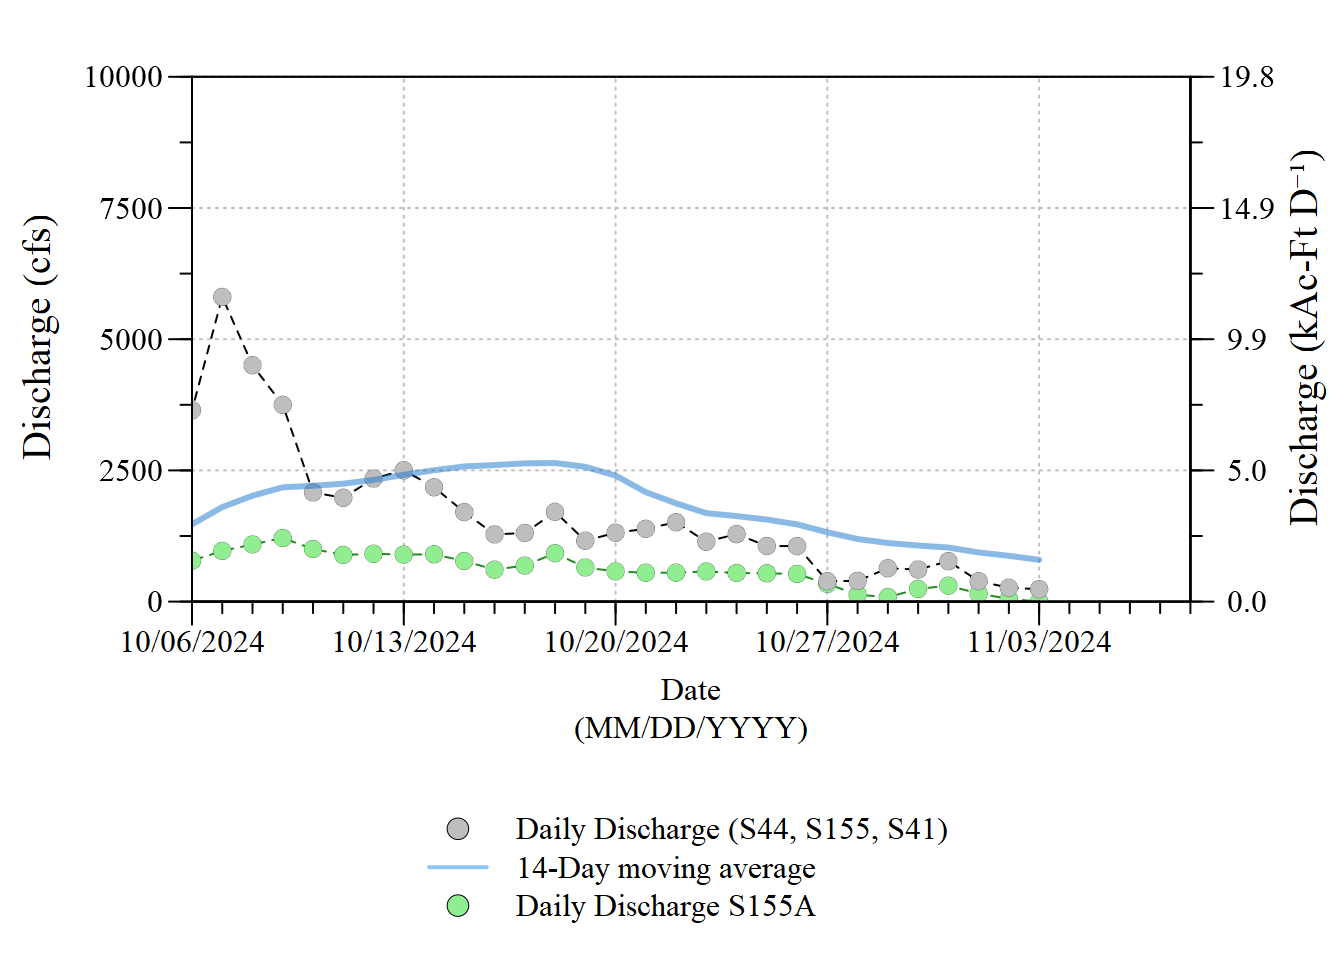 10000
7500
5000
2500
0
Discharge (cfs)
19.8
14.9
9.9
5.0
0.0
Discharge (kAc-Ft D⁻¹)
10/06/2024 10/13/2024 10/20/2024 10/27/2024 11/03/2024
Date
(MM/DD/YYYY)
Daily Discharge (S44, S155, S41)
14-Day moving average
Daily Discharge S155A